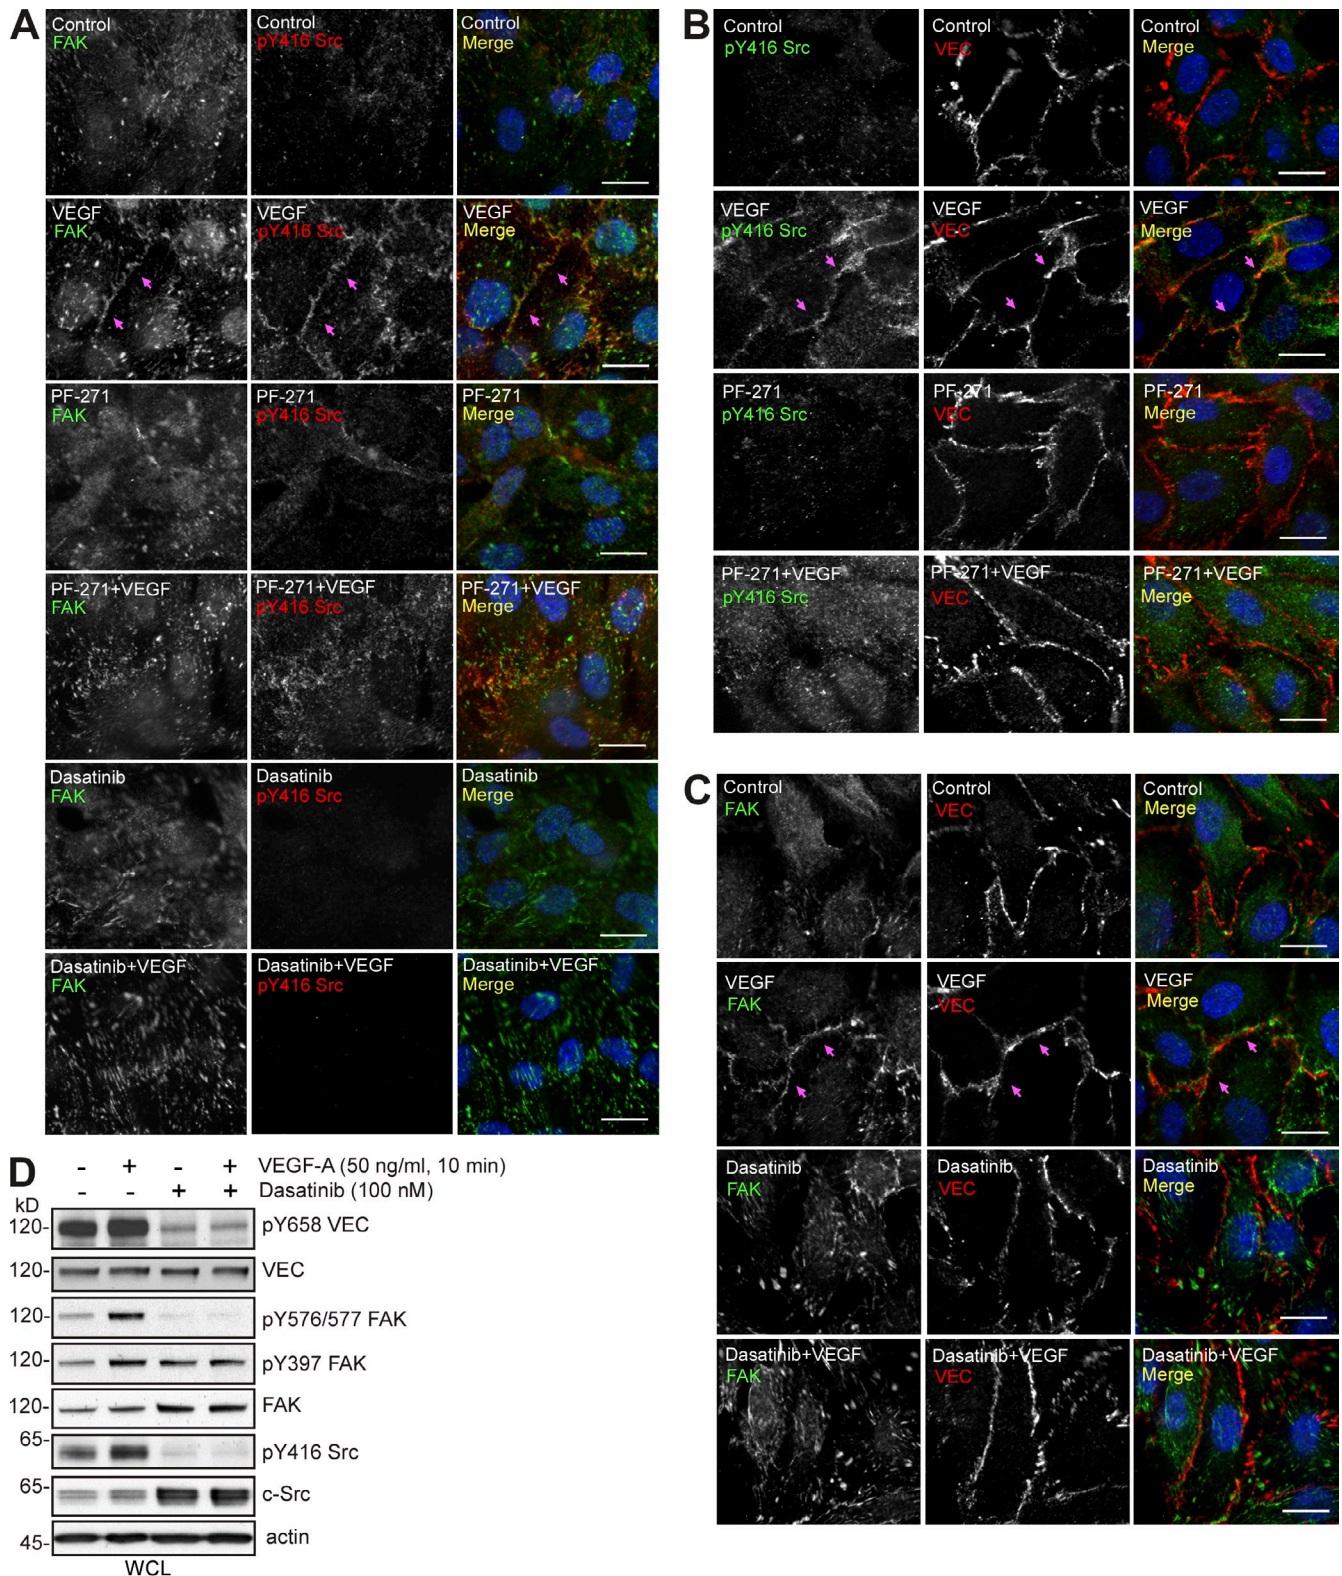 A
Control
FAK
Control
pY416 Src
Control
Merge
VEGF
FAK
VEGF
pY416 Src
VEGF
Merge
PF-271
FAK
PF-271
pY416 Src
PF-271
Merge
PF-271+VEGF
FAK
PF-271+VEGF
pY416 Src
PF-271+VEGF
Merge
Dasatinib
FAK
Dasatinib
pY416 Src
Dasatinib
Merge
Dasatinib+VEGF
FAK
Dasatinib+VEGF
pY416 Src
Dasatinib+VEGF
Merge
B
Control
pY416 Src
Control
VEC
Control
Merge
VEGF
pY416 Src
VEGF
VEC
VEGF
Merge
PF-271
pY416 Src
PF-271
VEC
PF-271
Merge
PF-271+VEGF
pY416 Src
PF-271+VEGF
VEC
PF-271+VEGF
Merge
C
Control
FAK
Control
VEC
Control
Merge
VEGF
FAK
VEGF
VEC
VEGF
Merge
Dasatinib
FAK
Dasatinib
VEC
Dasatinib
Merge
Dasatinib+VEGF
FAK
Dasatinib+VEGF
VEC
Dasatinib+VEGF
Merge
D
- + - + VEGF-A (50 ng/ml, 10 min)
- - + + Dasatinib (100 nM)
kD
120- pY658 VEC
120- VEC
120- pY576/577 FAK
120- pY397 FAK
120- FAK
65- pY416 Src
65- c-Src
45- actin
WCL